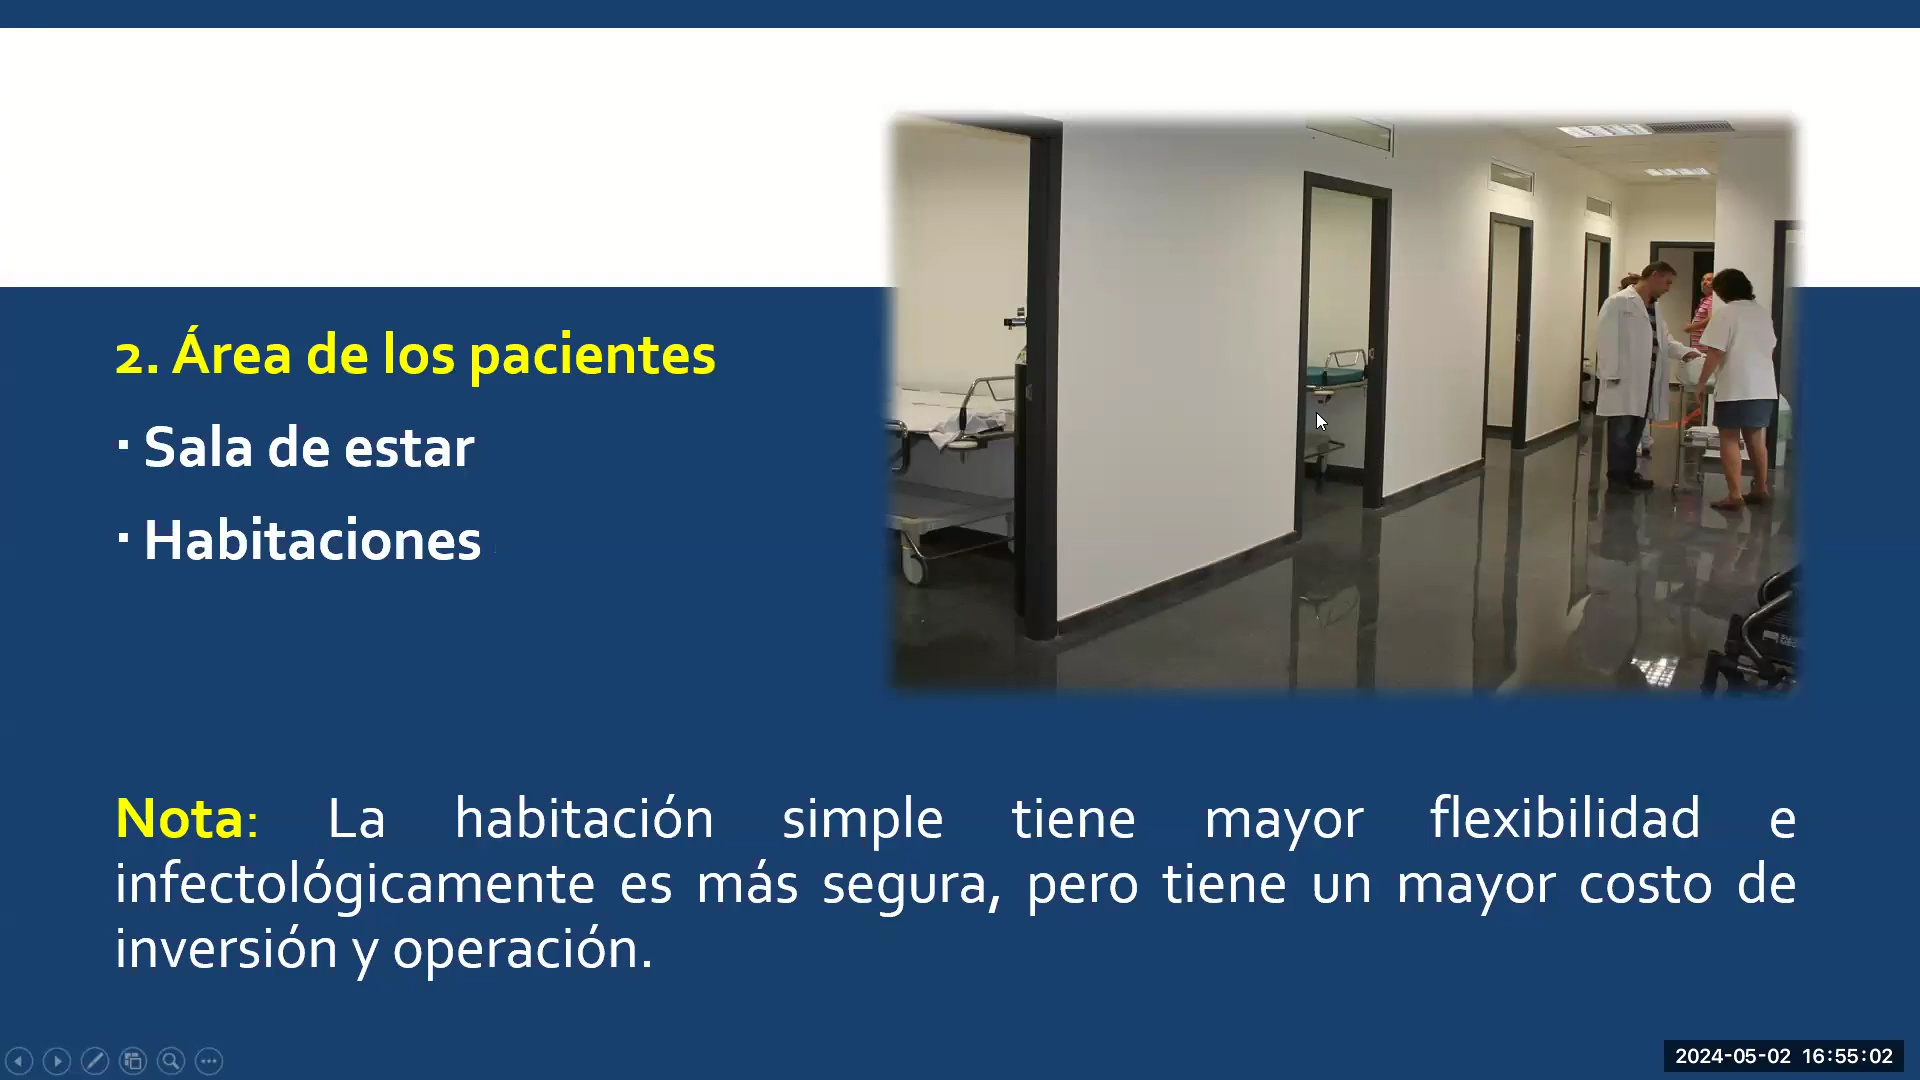 2. Área de los pacientes
▪ Sala de estar
▪ Habitaciones
Nota: La habitación simple tiene mayor flexibilidad e
infectológicamente es más segura, pero tiene un mayor costo de
inversión y operación.
2024-05-02 16:55:02